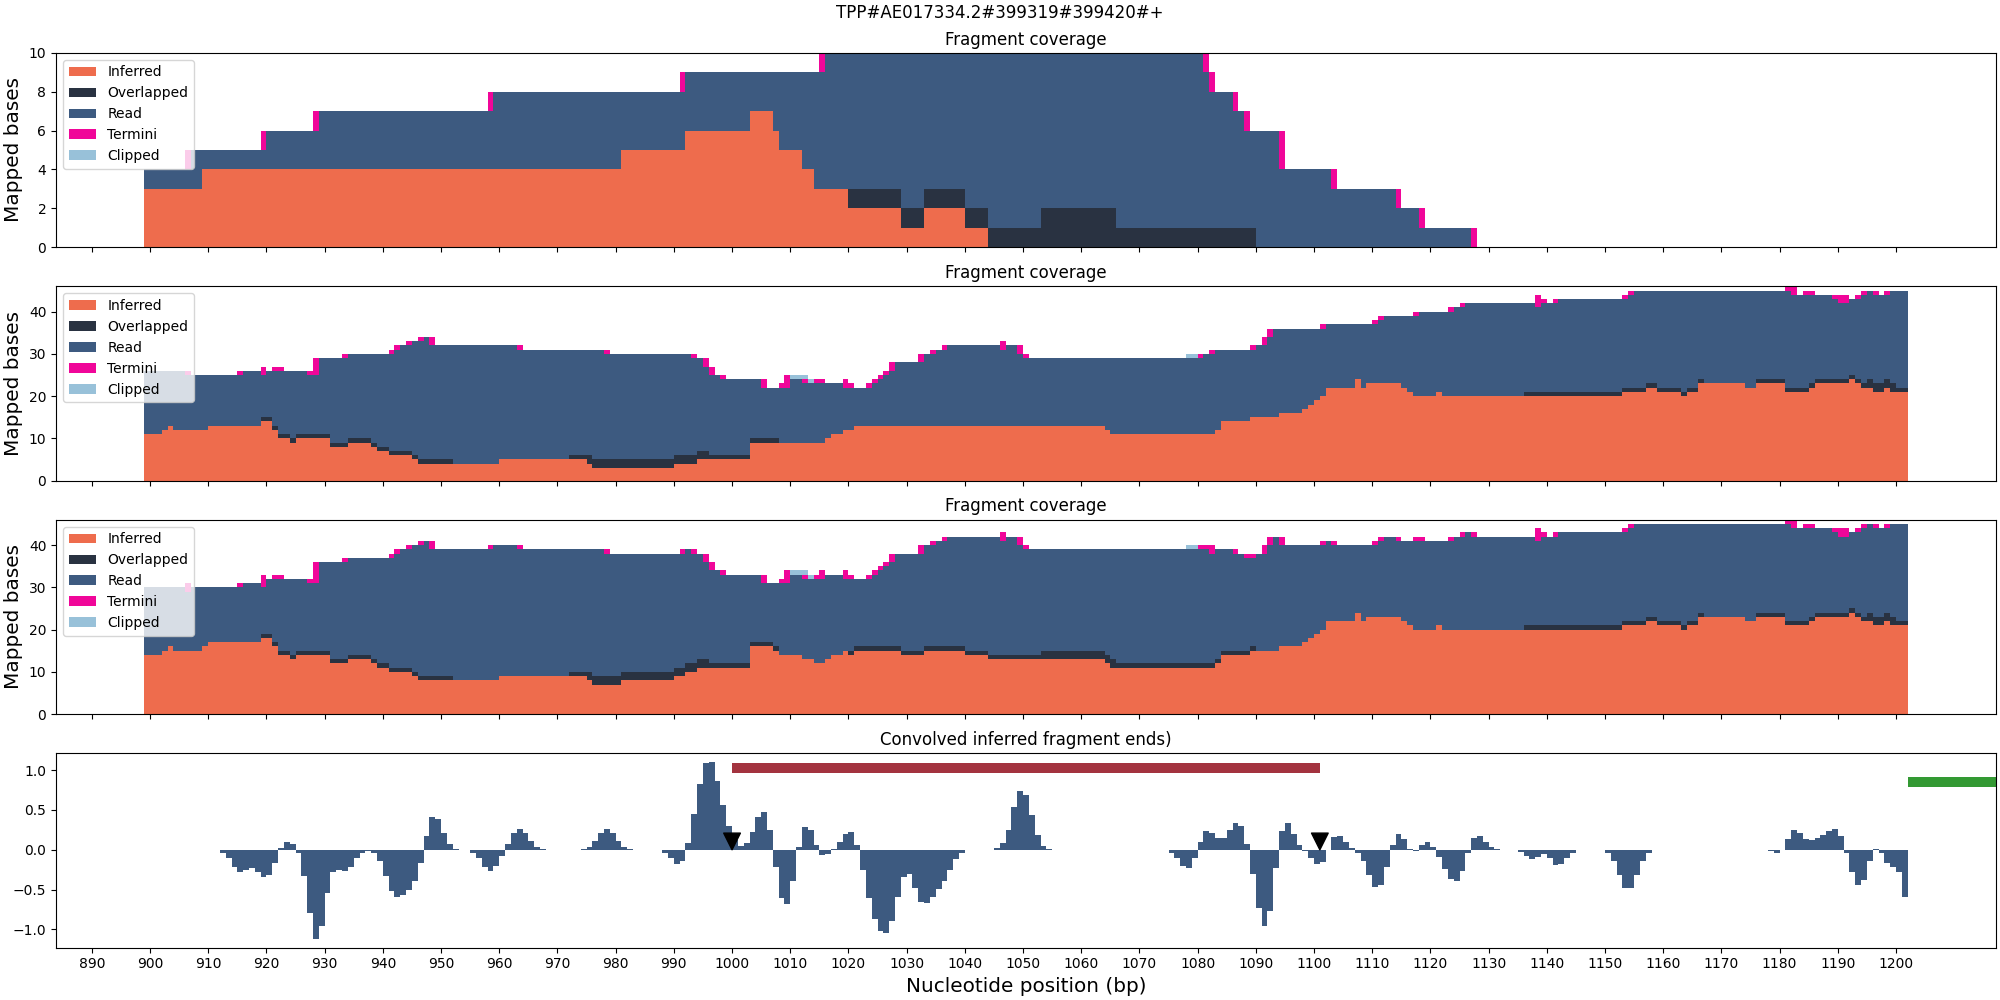 TPP#AE017334.2#399319#399420#+
Fragment coverage
Mapped bases
10
8
6
4
2
0
Inferred
Overlapped
Read
Termini
Clipped
Fragment coverage
Mapped bases
40
30
20
10
0
Inferred
Overlapped
Read
Termini
Clipped
Fragment coverage
Mapped bases
40
30
20
10
0
Inferred
Overlapped
Read
Termini
Clipped
Convolved inferred fragment ends)
1.0
0.5
0.0
−0.5
−1.0
890 900 910 920 930 940 950 960 970 980 990 1000 1010 1020 1030 1040 1050 1060 1070 1080 1090 1100 1110 1120 1130 1140 1150 1160 1170 1180 1190 1200
Nucleotide position (bp)